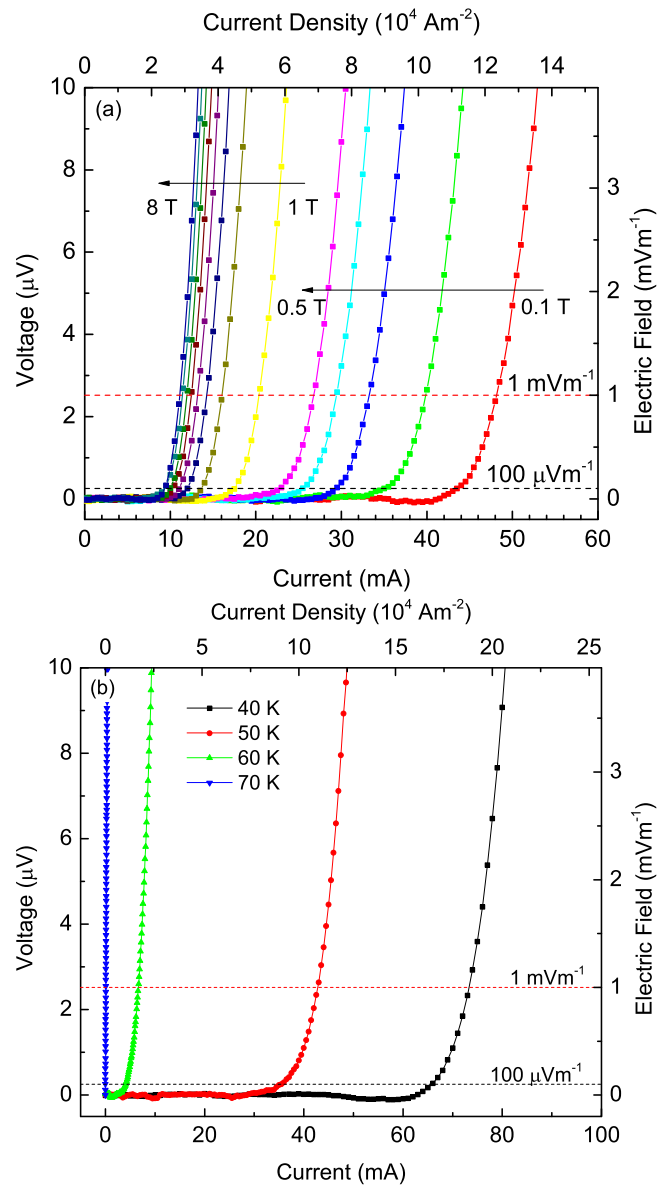 Current Density (10⁴ Am⁻²)
0 2 4 6 8 10 12 14
(a)
10
8
6
4
2
0
Voltage (μV)
8 T
1 T
0.5 T
0.1 T
1 mVm⁻¹
100 μVm⁻¹
3
2
1
0
Electric Field (mVm⁻¹)
0 10 20 30 40 50 60
Current (mA)
Current Density (10⁴ Am⁻²)
0 5 10 15 20 25
(b)
40 K
50 K
60 K
70 K
10
8
6
4
2
0
Voltage (μV)
1 mVm⁻¹
100 μVm⁻¹
3
2
1
0
Electric Field (mVm⁻¹)
0 20 40 60 80 100
Current (mA)